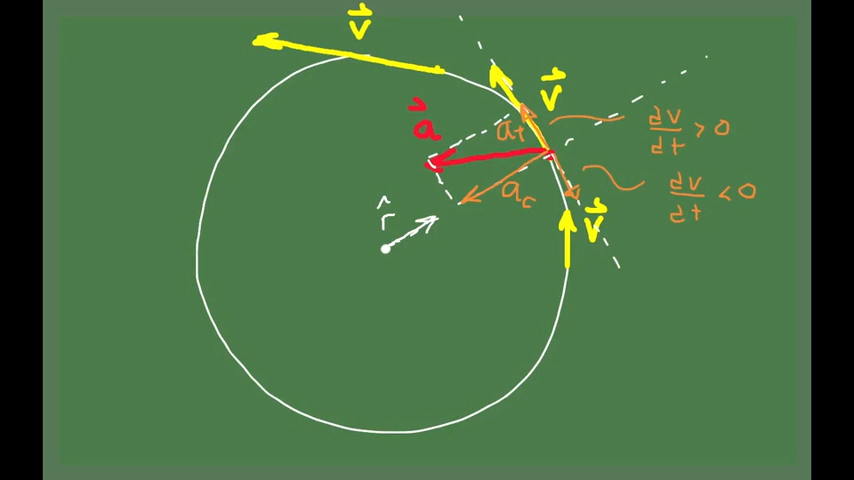 v⃗
v⃗
a⃗
a_t
dv/dt > 0
dv/dt < 0
a_c
r̂
v⃗
r